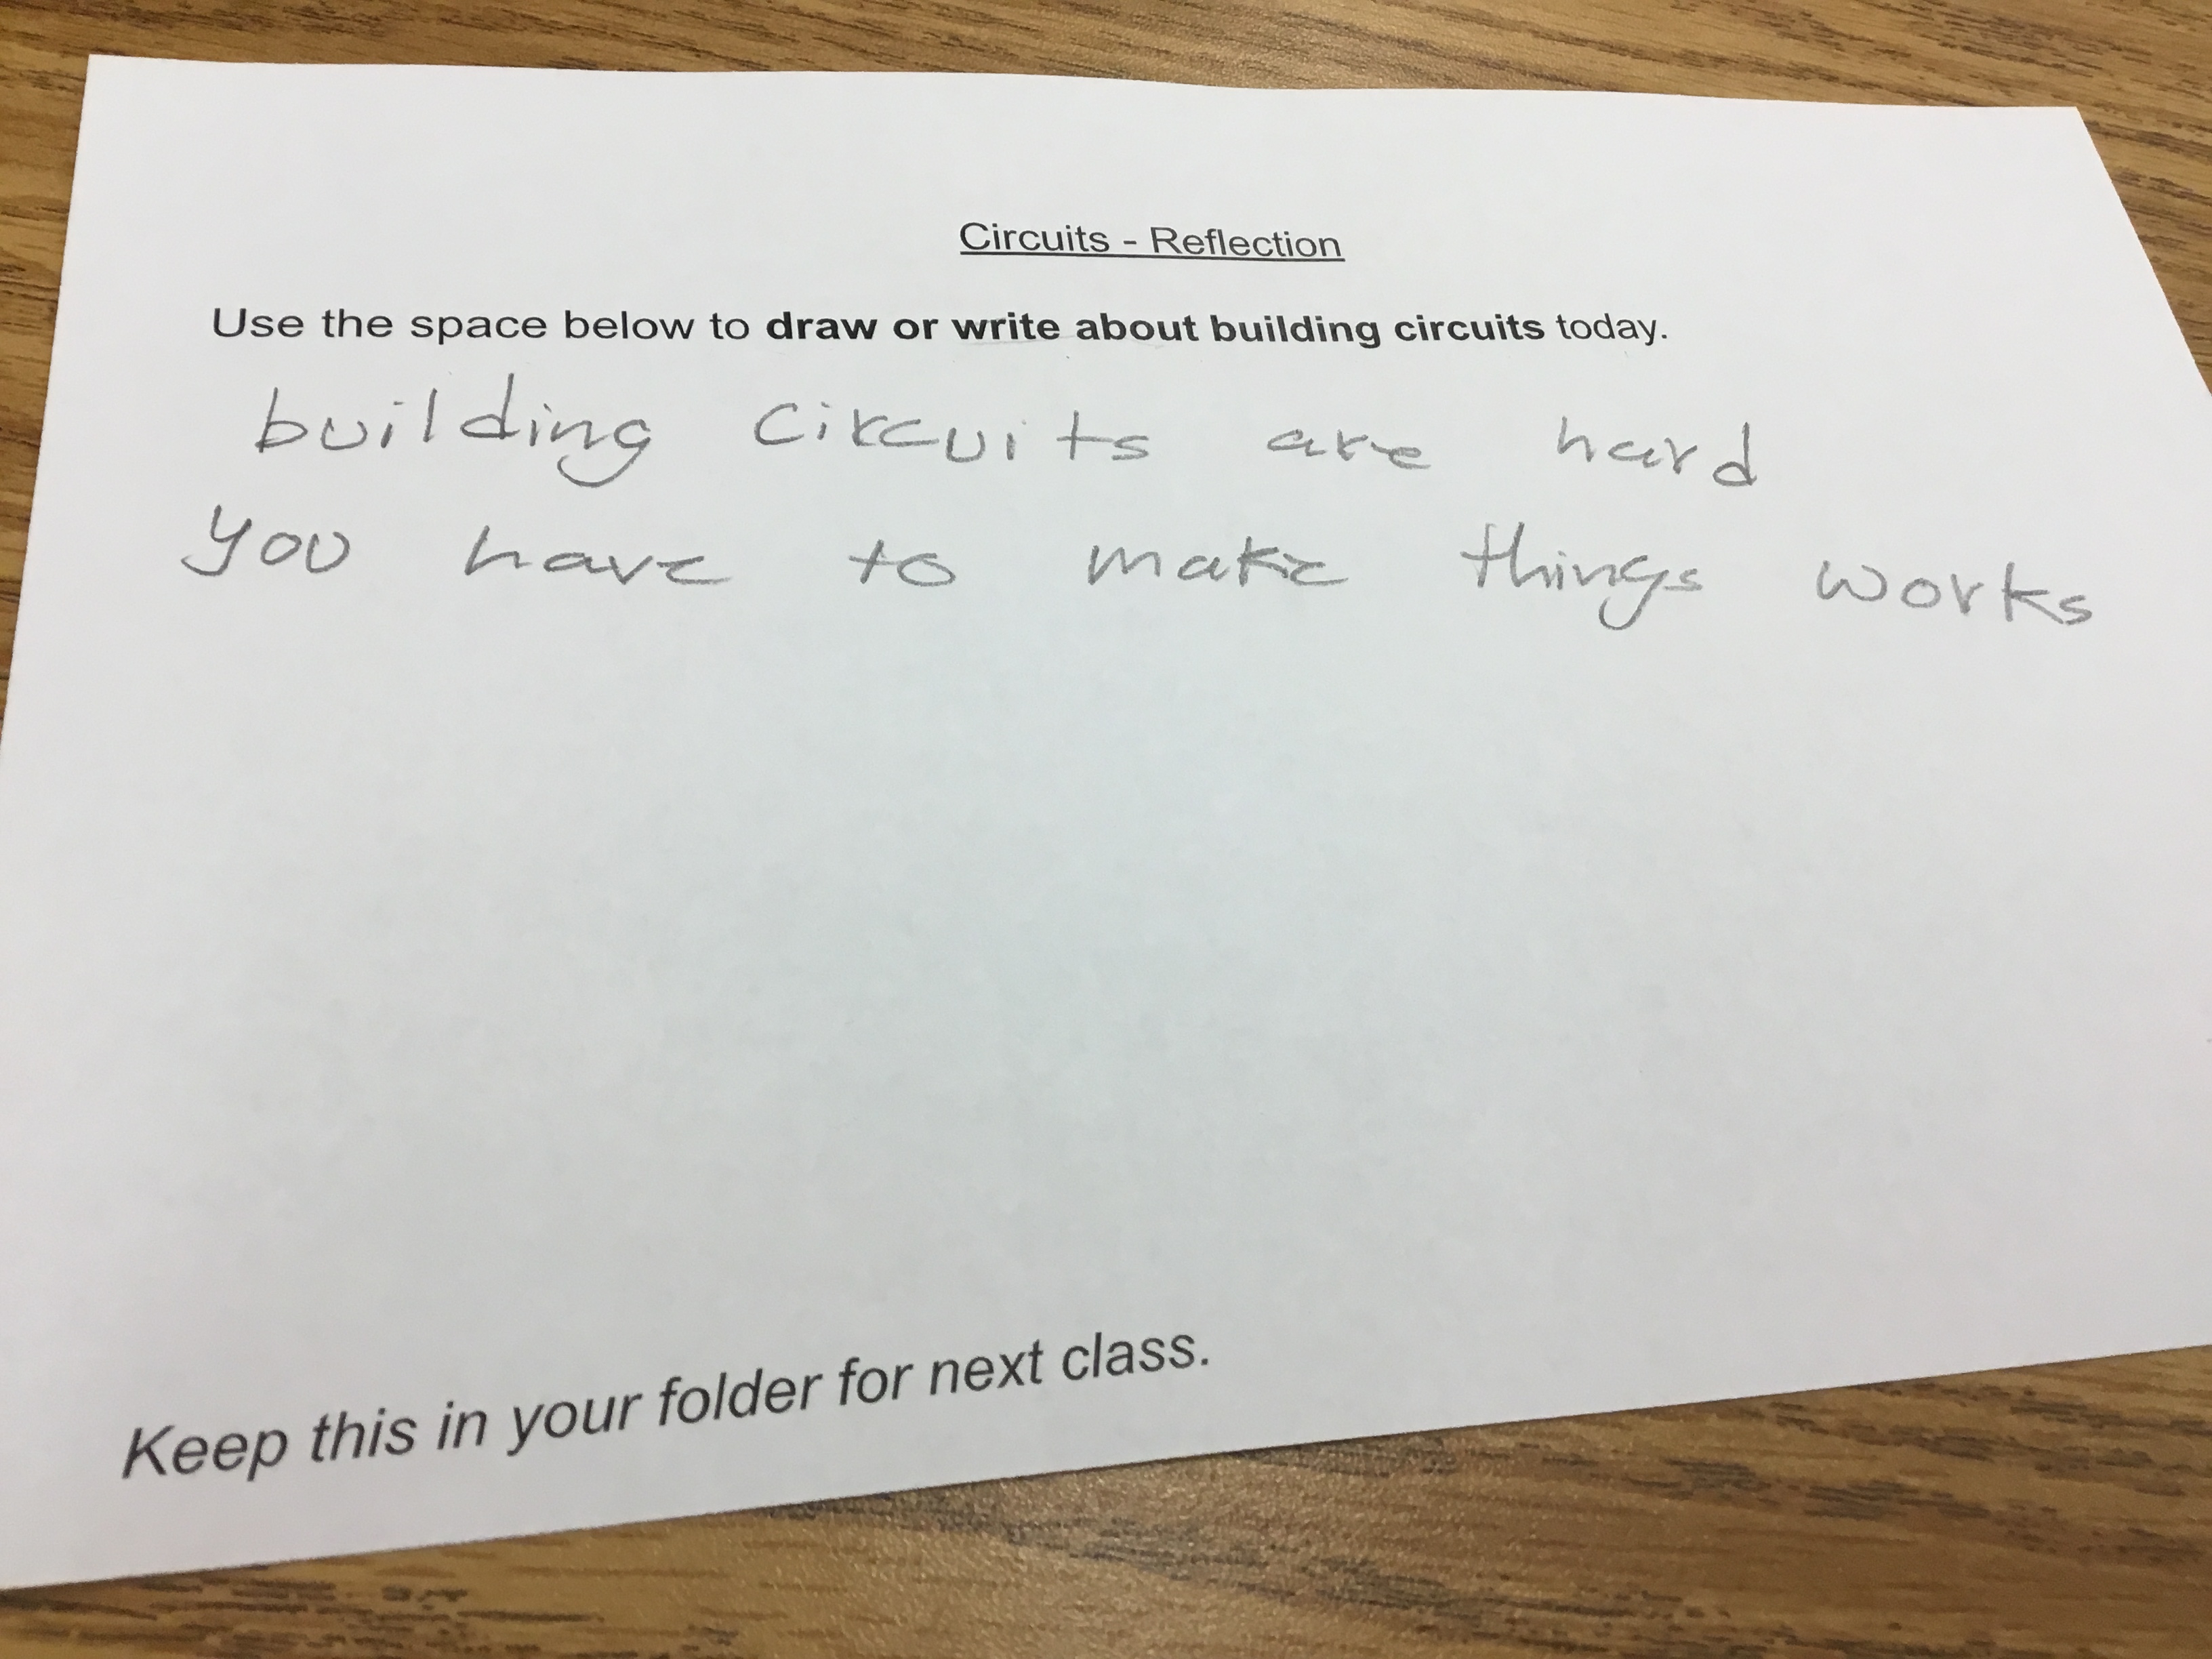 Circuits - Reflection
Use the space below to draw or write about building circuits today.
building circuits are hard
you have to make things works
Keep this in your folder for next class.